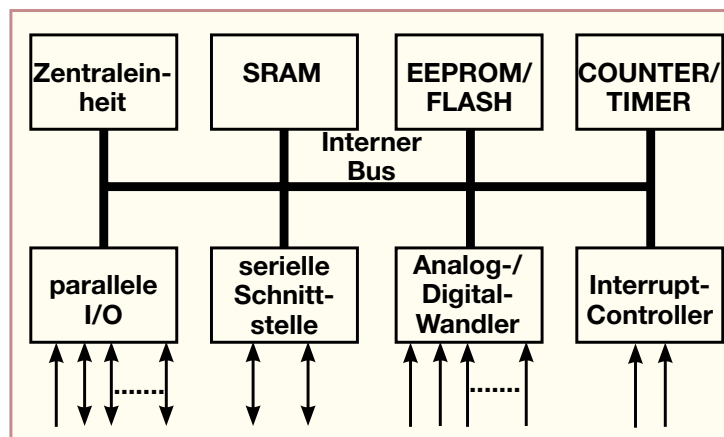 Zentralein-
heit
SRAM
EEPROM/
FLASH
COUNTER/
TIMER
Interner
Bus
parallele
I/O
serielle
Schnitt-
stelle
Analog-/
Digital-
Wandler
Interrupt-
Controller